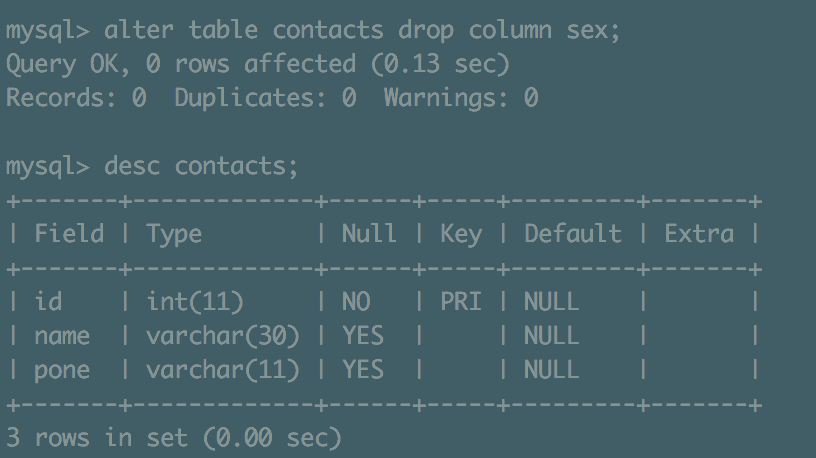 mysql> alter table contacts drop column sex;
Query OK, 0 rows affected (0.13 sec)
Records: 0  Duplicates: 0  Warnings: 0
mysql> desc contacts;
+-------+-------------+------+-----+---------+-------+
| Field | Type        | Null | Key | Default | Extra |
+-------+-------------+------+-----+---------+-------+
| id    | int(11)     | NO   | PRI | NULL    |       |
| name  | varchar(30) | YES  |     | NULL    |       |
| pone  | varchar(11) | YES  |     | NULL    |       |
+-------+-------------+------+-----+---------+-------+
3 rows in set (0.00 sec)